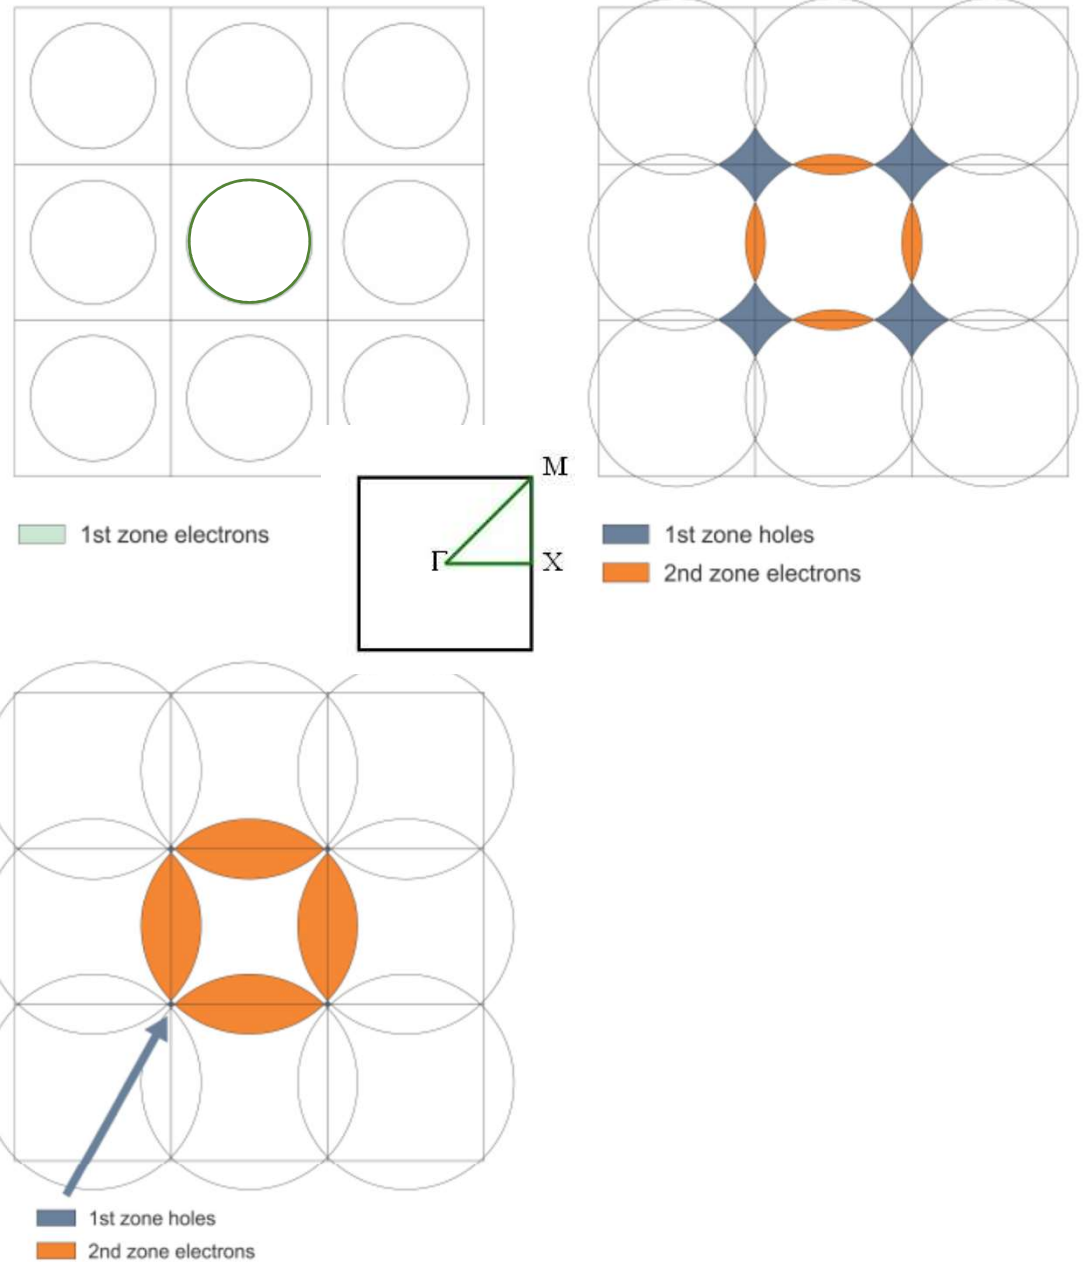 1st zone electrons
M
Γ X
1st zone holes
2nd zone electrons
1st zone holes
2nd zone electrons